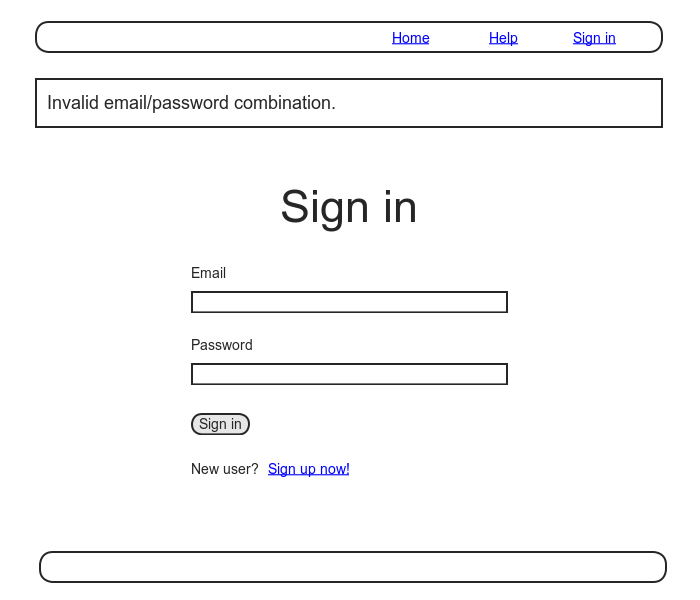 Home Help Sign in
Invalid email/password combination.
Sign in
Email
Password
Sign in
New user? Sign up now!